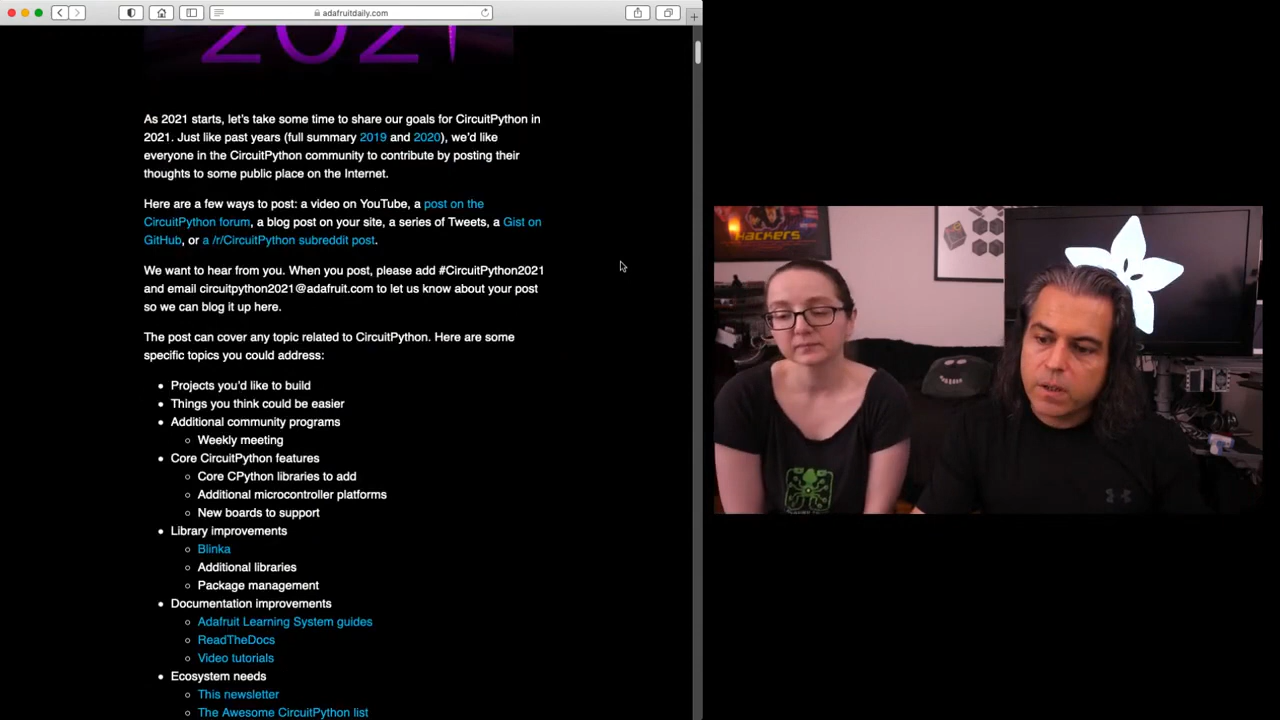 adafruitdaily.com
2021
As 2021 starts, let's take some time to share our goals for CircuitPython in
2021. Just like past years (full summary 2019 and 2020), we'd like
everyone in the CircuitPython community to contribute by posting their
thoughts to some public place on the Internet.
Here are a few ways to post: a video on YouTube, a post on the
CircuitPython forum, a blog post on your site, a series of Tweets, a Gist on
GitHub, or a /r/CircuitPython subreddit post.
We want to hear from you. When you post, please add #CircuitPython2021
and email circuitpython2021@adafruit.com to let us know about your post
so we can blog it up here.
The post can cover any topic related to CircuitPython. Here are some
specific topics you could address:
• Projects you'd like to build
• Things you think could be easier
• Additional community programs
◦ Weekly meeting
• Core CircuitPython features
◦ Core CPython libraries to add
◦ Additional microcontroller platforms
◦ New boards to support
• Library improvements
◦ Blinka
◦ Additional libraries
◦ Package management
• Documentation improvements
◦ Adafruit Learning System guides
◦ ReadTheDocs
◦ Video tutorials
• Ecosystem needs
◦ This newsletter
◦ The Awesome CircuitPython list
Hackers